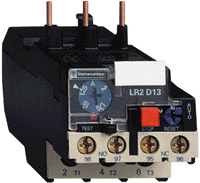 Telemecanique
LR2 D13
TEST
RESET
98 NO 97 95 NC 96
2 T1 4 T2 6 T3